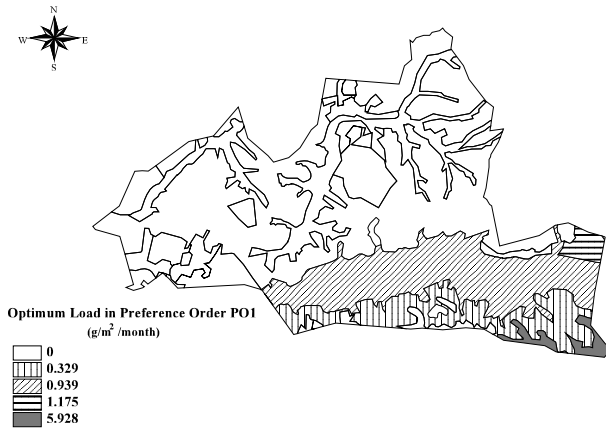 N
W E
S
Optimum Load in Preference Order PO1
(g/m² /month)
0
0.329
0.939
1.175
5.928